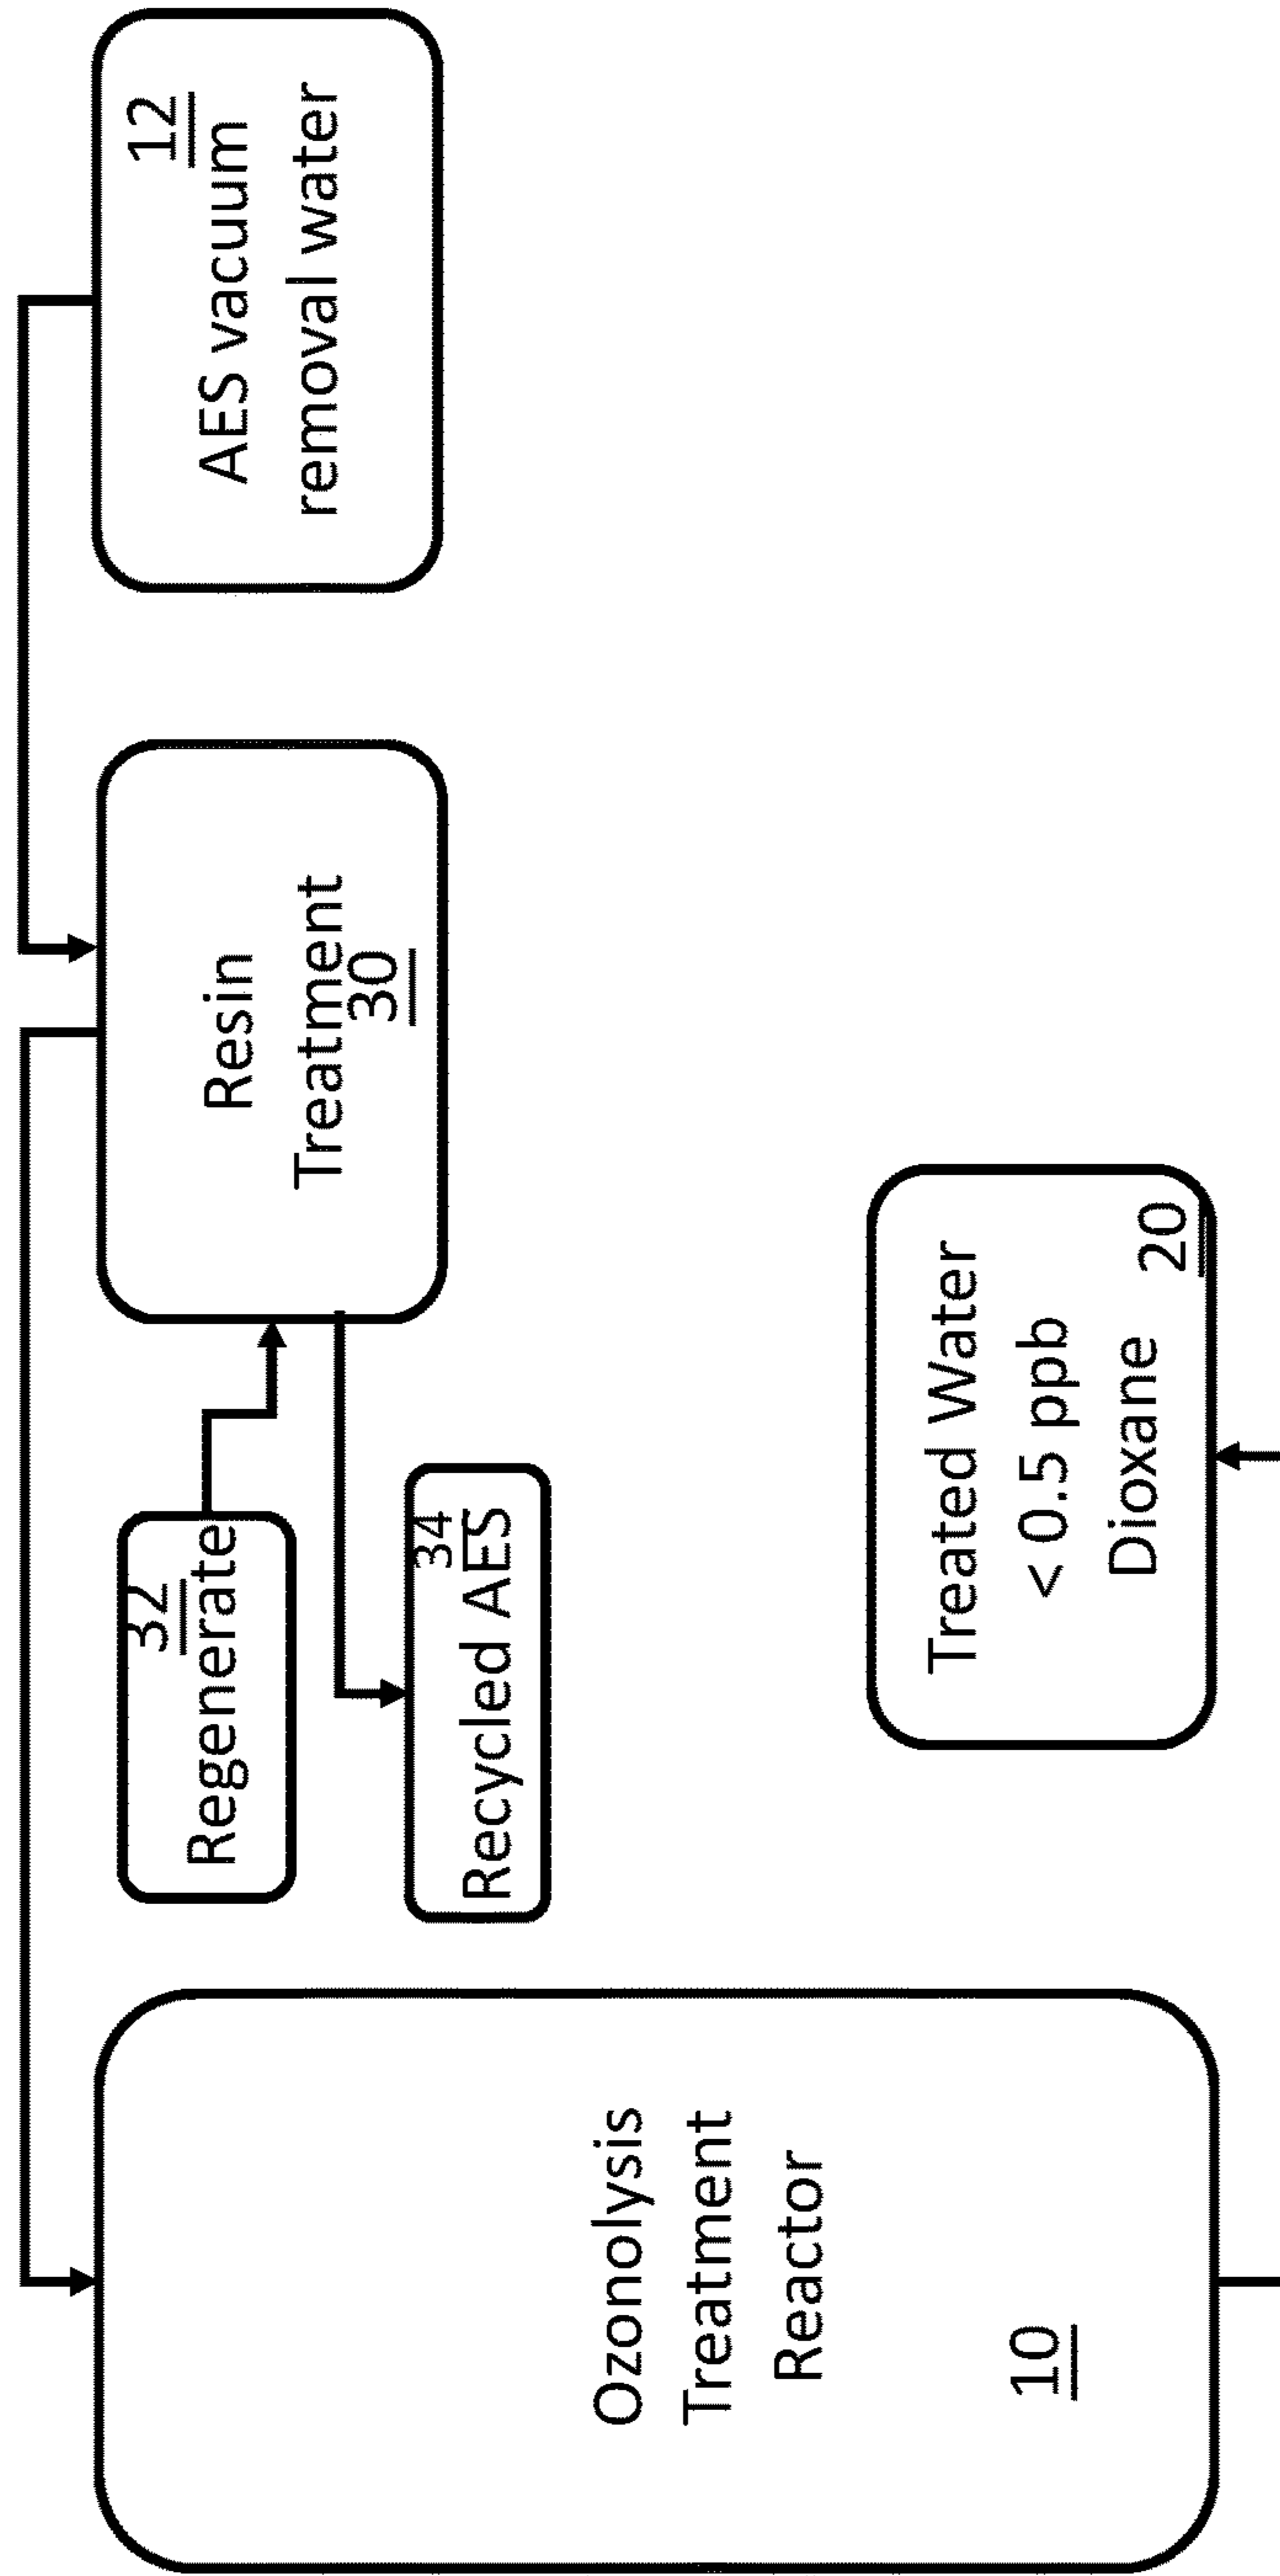 12
AES vacuum
removal water
Resin
Treatment
30
32
Regenerate
34
Recycled AES
Ozonolysis
Treatment
Reactor
10
Treated Water
< 0.5 ppb
Dioxane
20